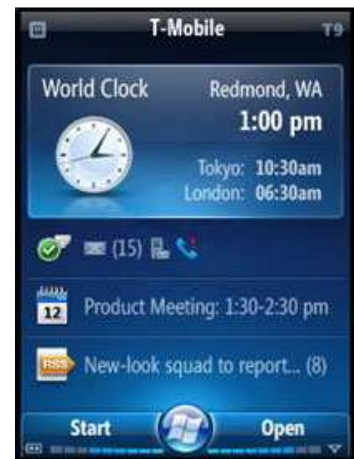 T-Mobile T9
World Clock Redmond, WA
1:00 pm
Tokyo: 10:30am
London: 06:30am
(15)
12 Product Meeting: 1:30-2:30 pm
RSS New-look squad to report... (8)
Start Open